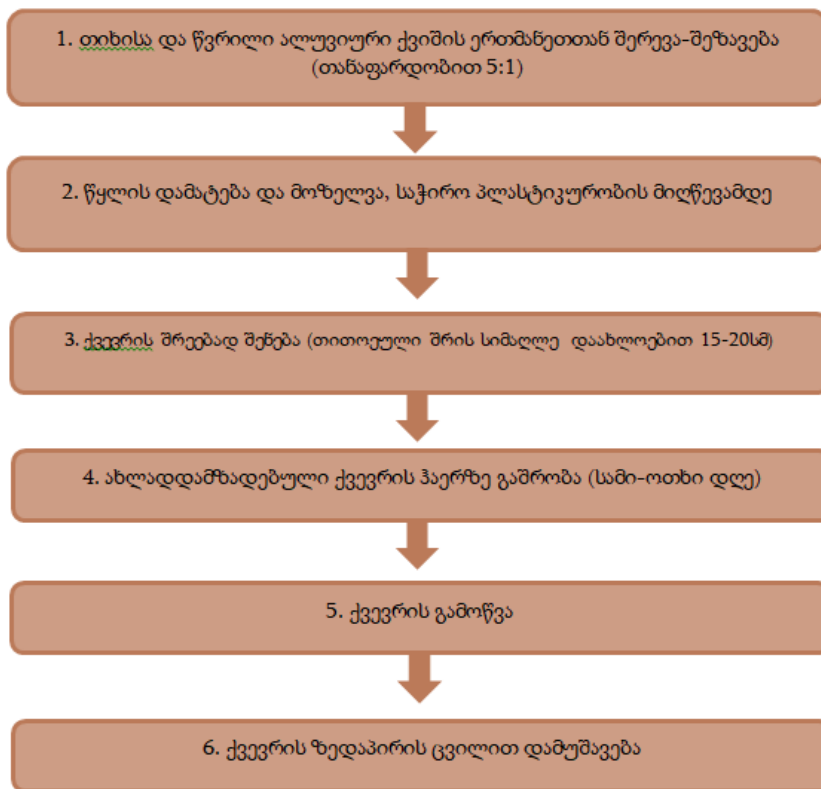 1. თიხისა და წვრილი ალუვიური ქვიშის ერთმანეთთან შერევა-შეზავება
(თანაფარდობით 5:1)
2. წყლის დამატება და მოზელვა, საჭირო პლასტიკურობის მიღწევამდე
3. ქვევრის შრეებად შენება (თითოეული შრის სიმაღლე დაახლოებით 15-20სმ)
4. ახლადდამზადებული ქვევრის ჰაერზე გაშრობა (სამი-ოთხი დღე)
5. ქვევრის გამოწვა
6. ქვევრის ზედაპირის ცვილით დამუშავება